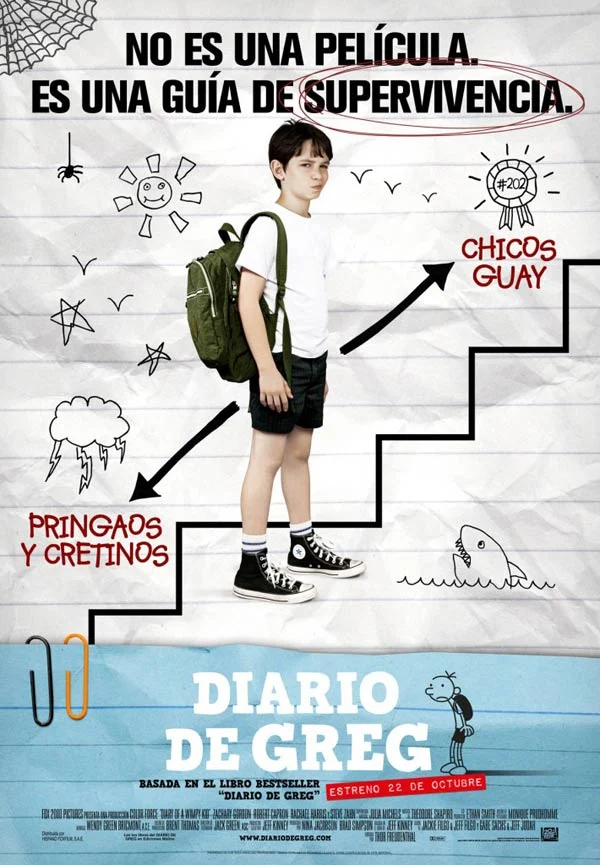 NO ES UNA PELÍCULA.
ES UNA GUÍA DE SUPERVIVENCIA.
#202
CHICOS
GUAY
PRINGAOS
Y CRETINOS
DIARIO
DE GREG
BASADA EN EL LIBRO BESTSELLER
"DIARIO DE GREG"
ESTRENO 22 DE OCTUBRE
WWW.DIARIODEGREG.COM